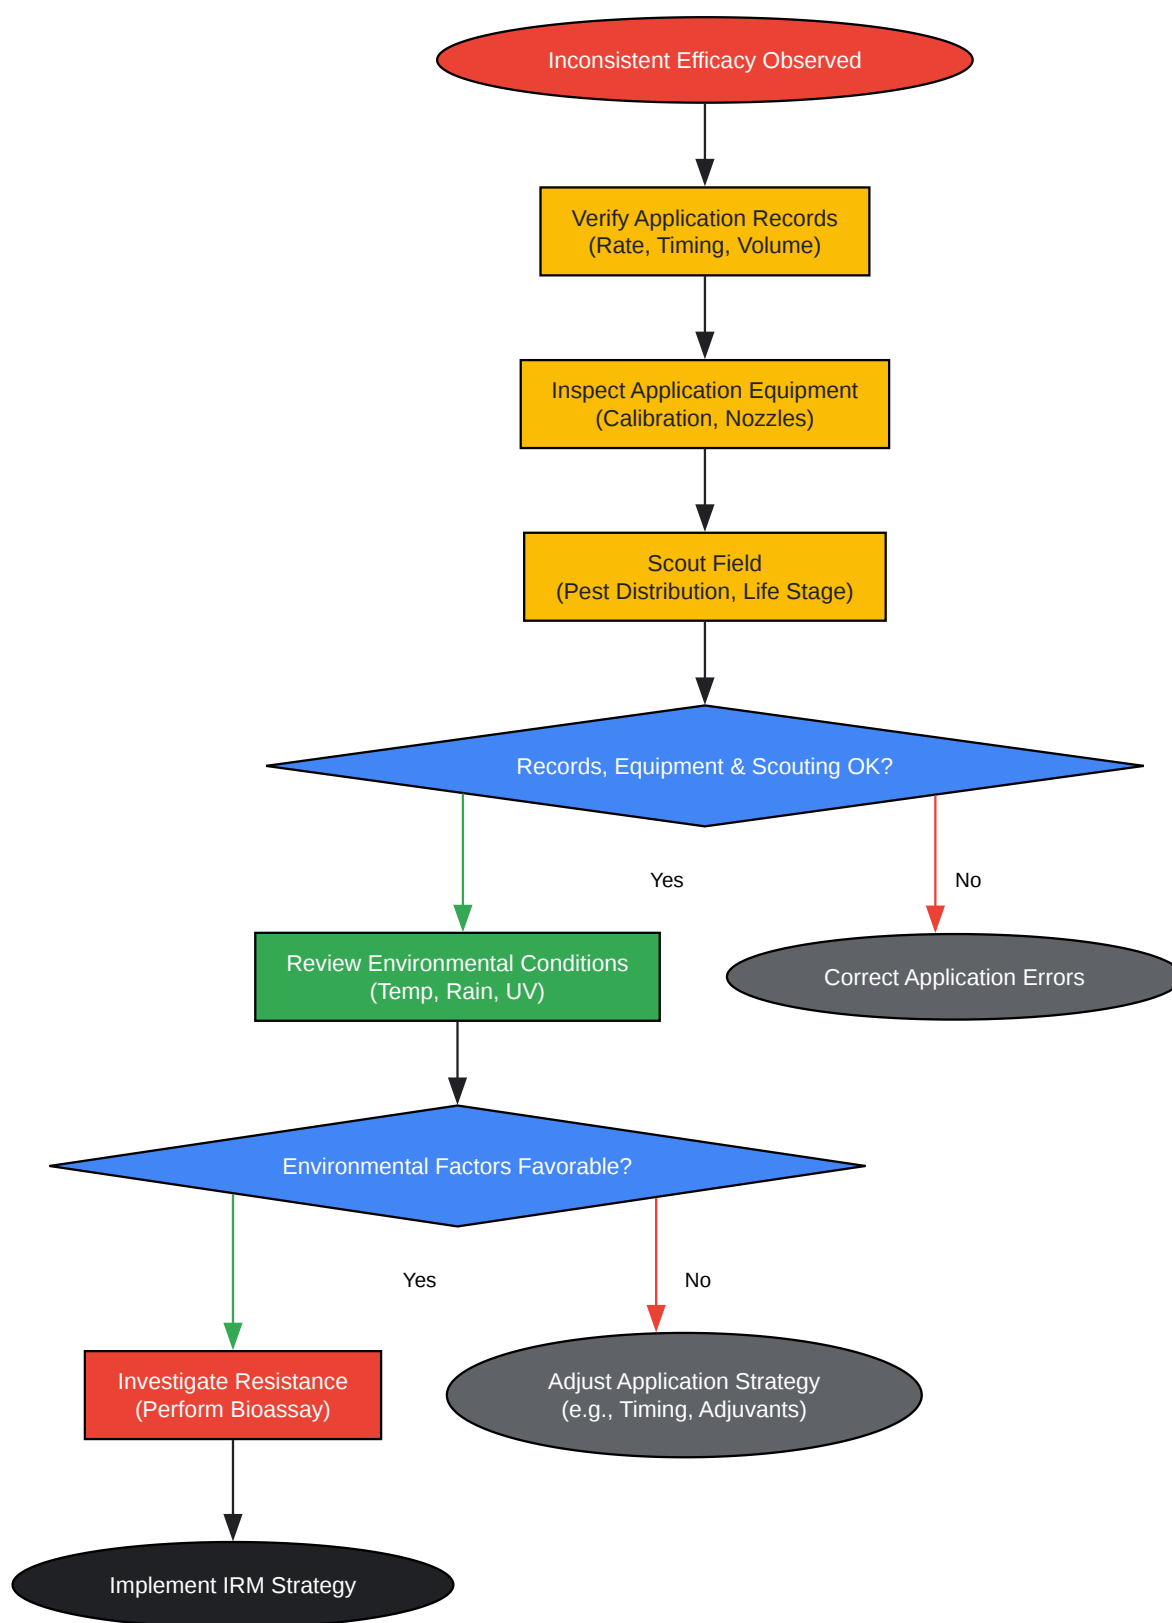 Inconsistent Efficacy Observed
Verify Application Records
(Rate, Timing, Volume)
Inspect Application Equipment
(Calibration, Nozzles)
Scout Field
(Pest Distribution, Life Stage)
Records, Equipment & Scouting OK?
Yes
No
Review Environmental Conditions
(Temp, Rain, UV)
Correct Application Errors
Environmental Factors Favorable?
Yes
No
Investigate Resistance
(Perform Bioassay)
Adjust Application Strategy
(e.g., Timing, Adjuvants)
Implement IRM Strategy